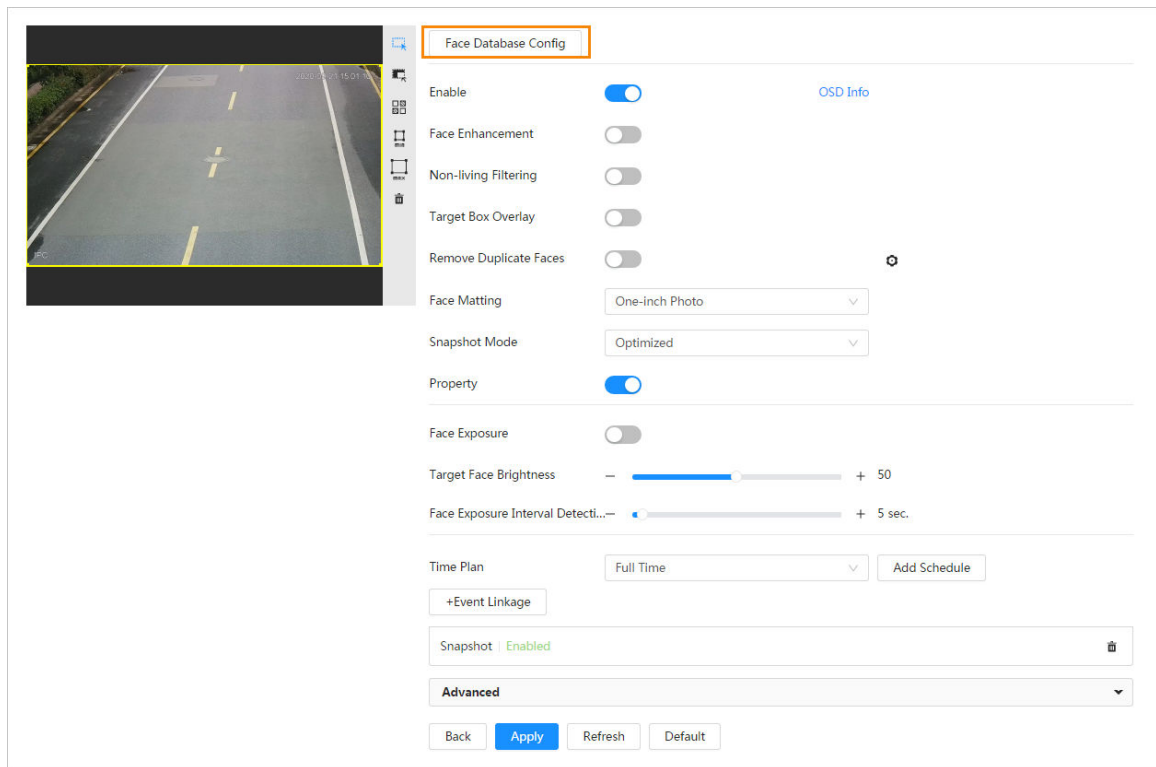 Face Database Config
Enable
OSD Info
Face Enhancement
Non-living Filtering
Target Box Overlay
Remove Duplicate Faces
Face Matting
One-inch Photo
Snapshot Mode
Optimized
Property
Face Exposure
Target Face Brightness
50
Face Exposure Interval Detecti...
5 sec.
Time Plan
Full Time
Add Schedule
+Event Linkage
Snapshot
Enabled
Advanced
Back
Apply
Refresh
Default
IPC